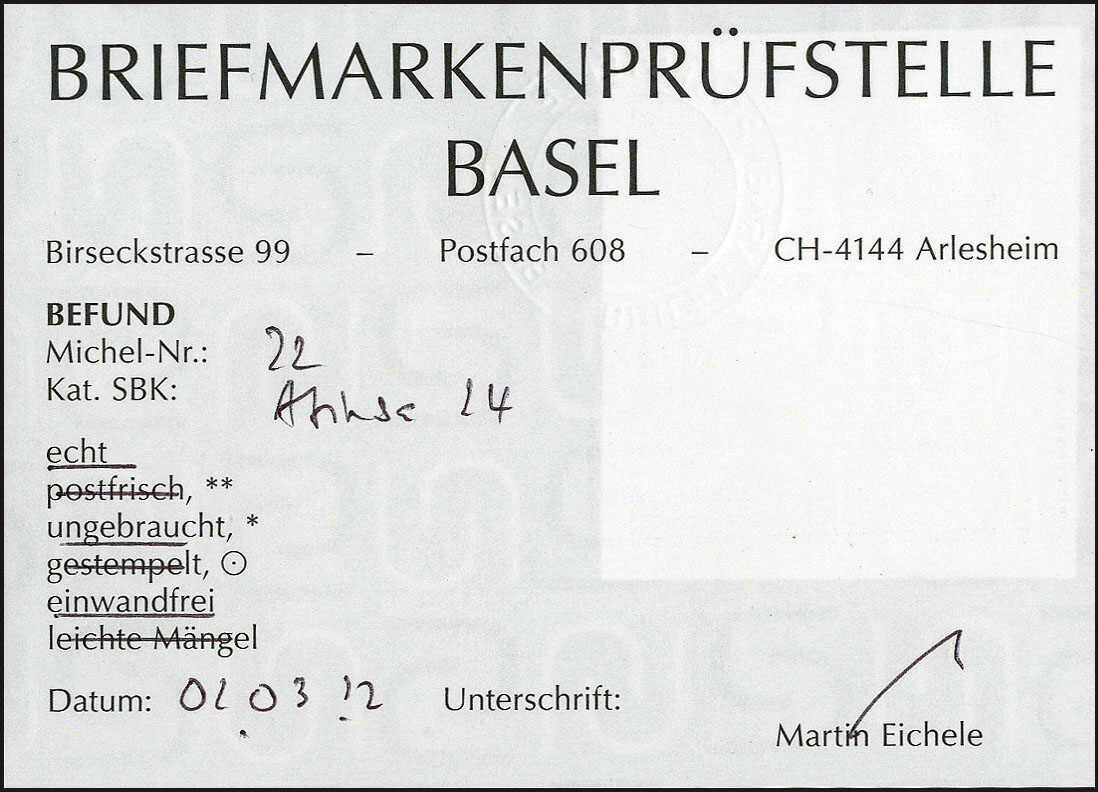 BRIEFMARKENPRÜFSTELLE
BASEL
Birseckstrasse 99 – Postfach 608 – CH-4144 Arlesheim
BEFUND
Michel-Nr.: 22
Kat. SBK: 14
echt
postfrisch, **
ungebraucht, *
gestempelt, ⊙
einwandfrei
leichte Mängel
Datum: 01.03.12 Unterschrift:
Martin Eichele